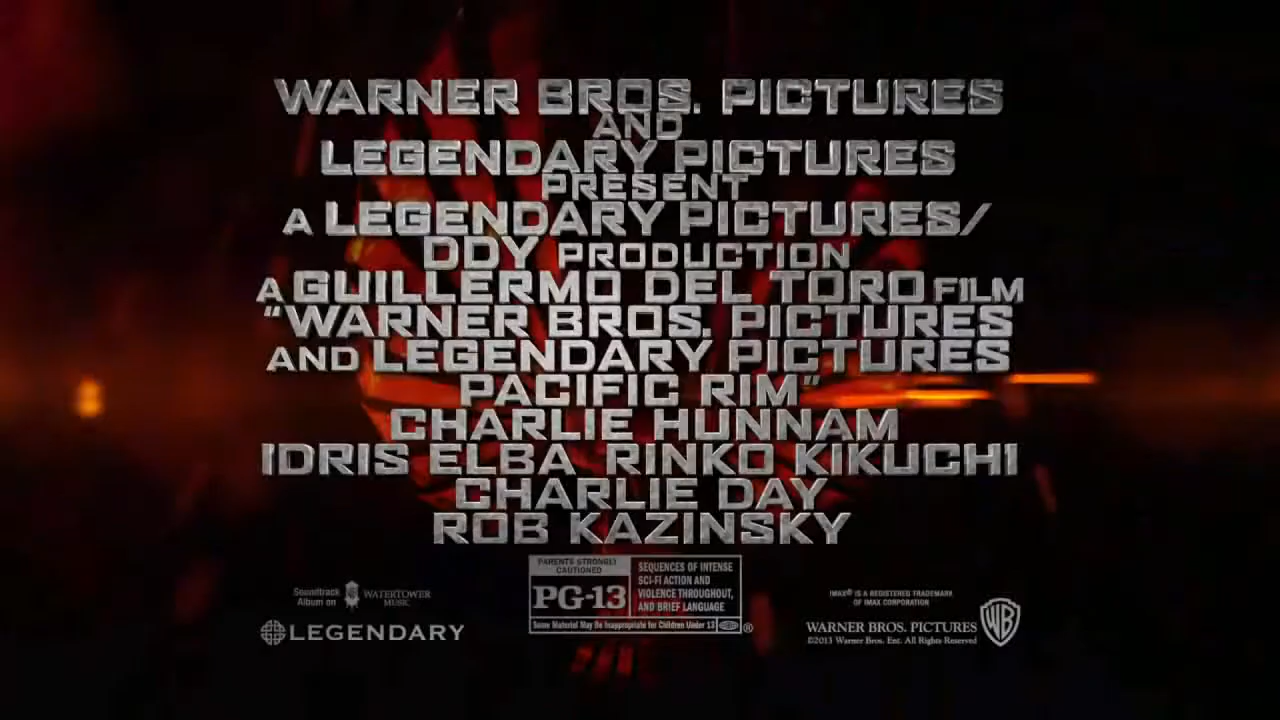 WARNER BROS. PICTURES
AND
LEGENDARY PICTURES
PRESENT
A LEGENDARY PICTURES/
DDY PRODUCTION
A GUILLERMO DEL TORO FILM
“WARNER BROS. PICTURES
AND LEGENDARY PICTURES
PACIFIC RIM”
CHARLIE HUNNAM
IDRIS ELBA RINKO KIKUCHI
CHARLIE DAY
ROB KAZINSKY
PARENTS STRONGLY CAUTIONED
PG-13
SEQUENCES OF INTENSE
SCI-FI ACTION AND
VIOLENCE THROUGHOUT,
AND BRIEF LANGUAGE
Some Material May Be Inappropriate for Children Under 13
®
Soundtrack
Album on
WATERTOWER
MUSIC
LEGENDARY
IMAX® IS A REGISTERED TRADEMARK
OF IMAX CORPORATION
WARNER BROS. PICTURES
WB
©2013 Warner Bros. Ent. All Rights Reserved